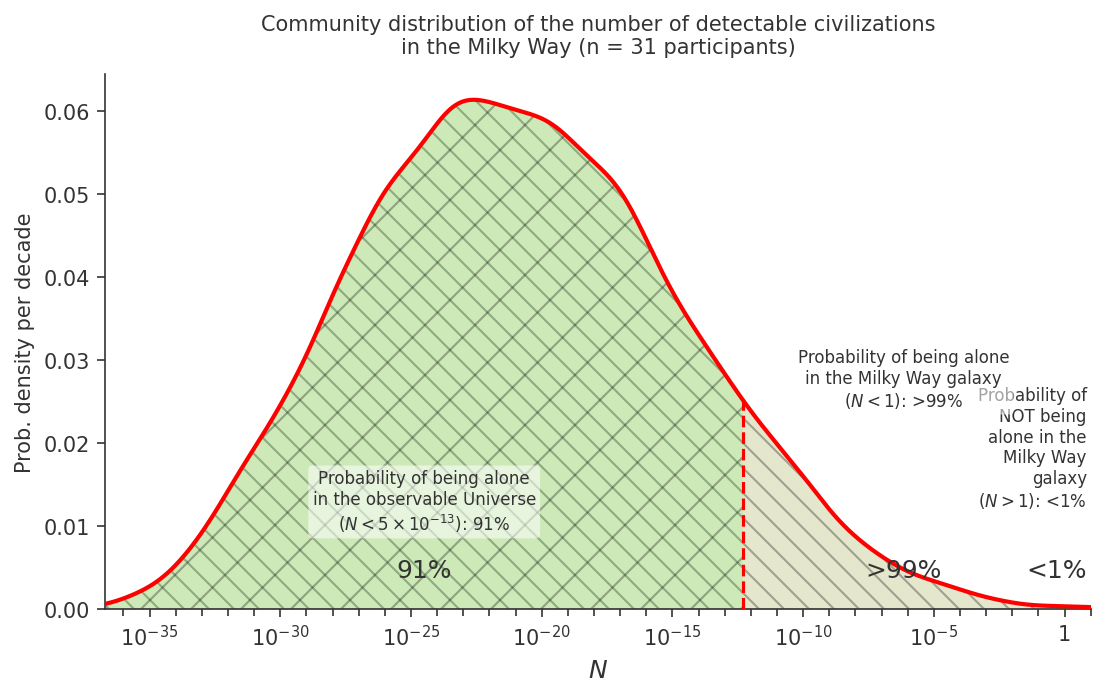 Community distribution of the number of detectable civilizations
in the Milky Way (n = 31 participants)
Prob. density per decade
0.06
0.05
0.04
0.03
0.02
0.01
0.00
Probability of being alone
in the Milky Way galaxy
(N < 1): >99%
Probability of
NOT being
alone in the
Milky Way
galaxy
(N > 1): <1%
Probability of being alone
in the observable Universe
(N < 5 × 10⁻¹³): 91%
91%
>99%
<1%
10⁻³⁵
10⁻³⁰
10⁻²⁵
10⁻²⁰
10⁻¹⁵
10⁻¹⁰
10⁻⁵
1
N